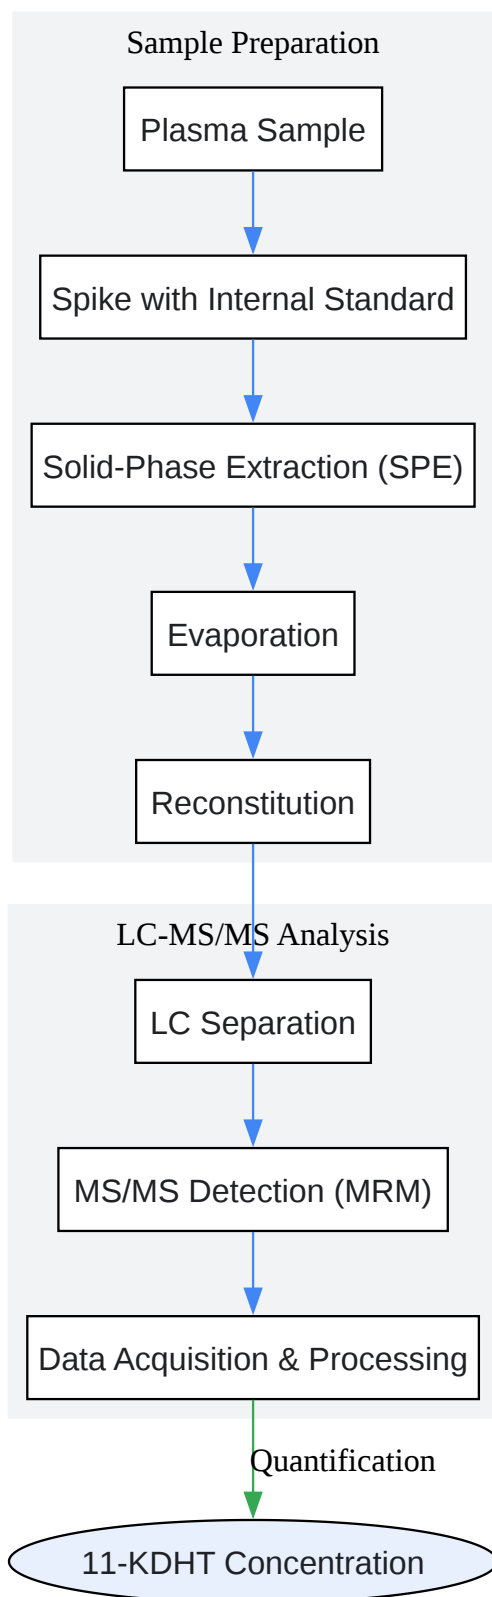 Sample Preparation
Plasma Sample
Spike with Internal Standard
Solid-Phase Extraction (SPE)
Evaporation
Reconstitution
LC-MS/MS Analysis
LC Separation
MS/MS Detection (MRM)
Data Acquisition & Processing
Quantification
11-KDHT Concentration